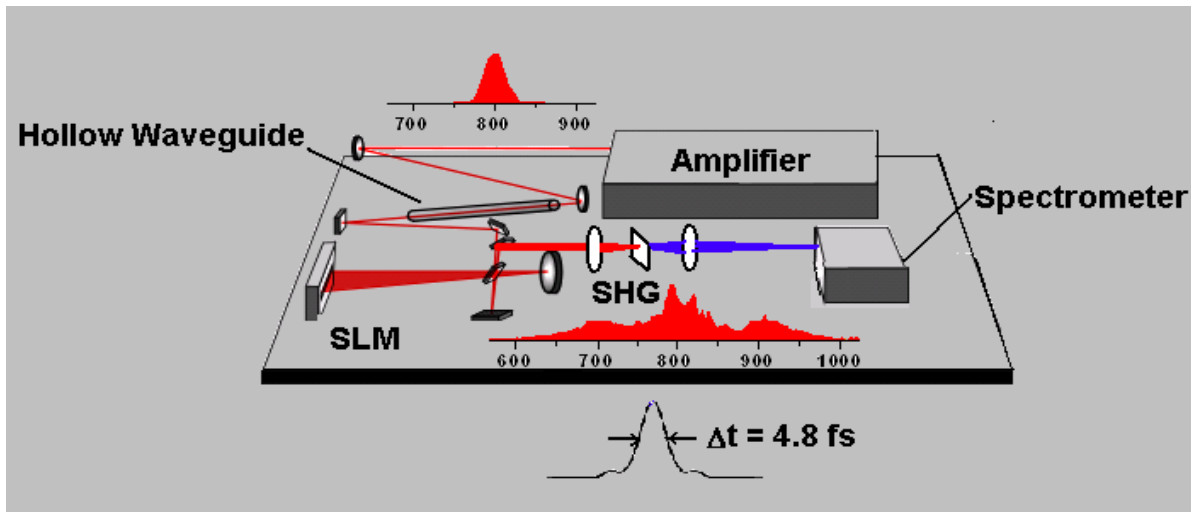 700 800 900
Hollow Waveguide
Amplifier
Spectrometer
SHG
SLM
600 700 800 900 1000
Δt = 4.8 fs